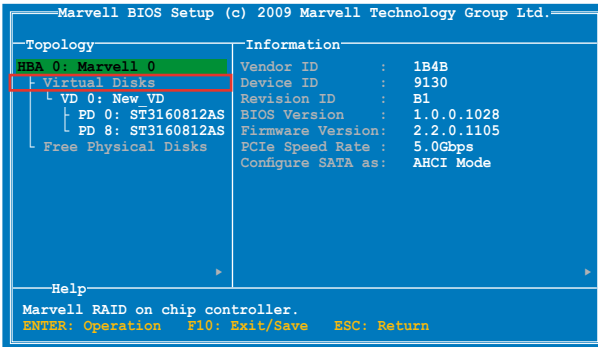 Marvell BIOS Setup (c) 2009 Marvell Technology Group Ltd.
Topology
HBA 0: Marvell 0
Virtual Disks
VD 0: New_VD
PD 0: ST3160812AS
PD 8: ST3160812AS
Free Physical Disks
Information
Vendor ID : 1B4B
Device ID : 9130
Revision ID : B1
BIOS Version : 1.0.0.1028
Firmware Version: 2.2.0.1105
PCIe Speed Rate : 5.0Gbps
Configure SATA as: AHCI Mode
Help
Marvell RAID on chip controller.
ENTER: Operation F10: Exit/Save ESC: Return